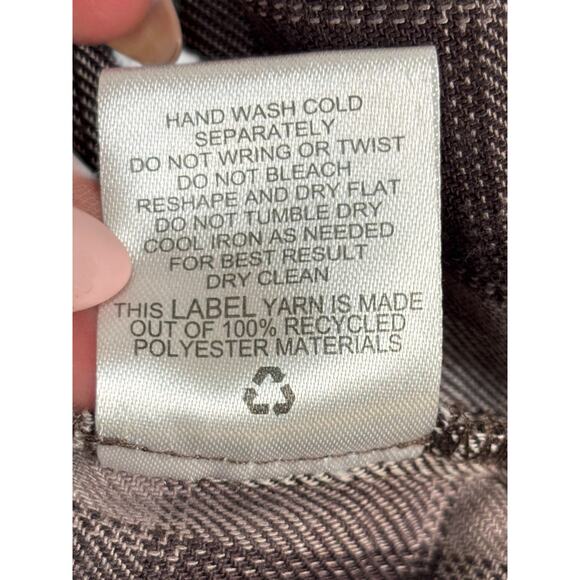 HAND WASH COLD
SEPARATELY
DO NOT WRING OR TWIST
DO NOT BLEACH
RESHAPE AND DRY FLAT
DO NOT TUMBLE DRY
COOL IRON AS NEEDED
FOR BEST RESULT
DRY CLEAN
THIS LABEL YARN IS MADE
OUT OF 100% RECYCLED
POLYESTER MATERIALS